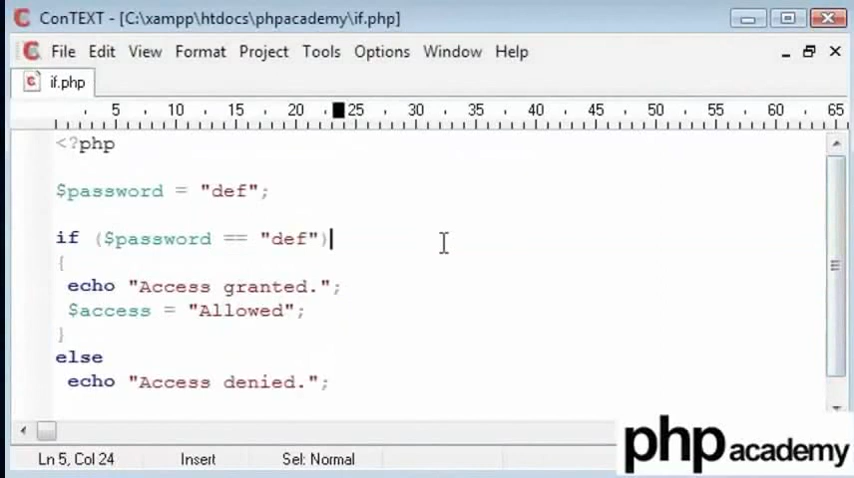 ConTEXT - [C:\xampp\htdocs\phpacademy\if.php]
File Edit View Format Project Tools Options Window Help
if.php
5 10 15 20 25 30 35 40 45 50 55 60 65
<?php
$password = "def";
if ($password == "def")
{
echo "Access granted.";
$access = "Allowed";
}
else
echo "Access denied.";
Ln 5, Col 24 Insert Sel: Normal
php academy